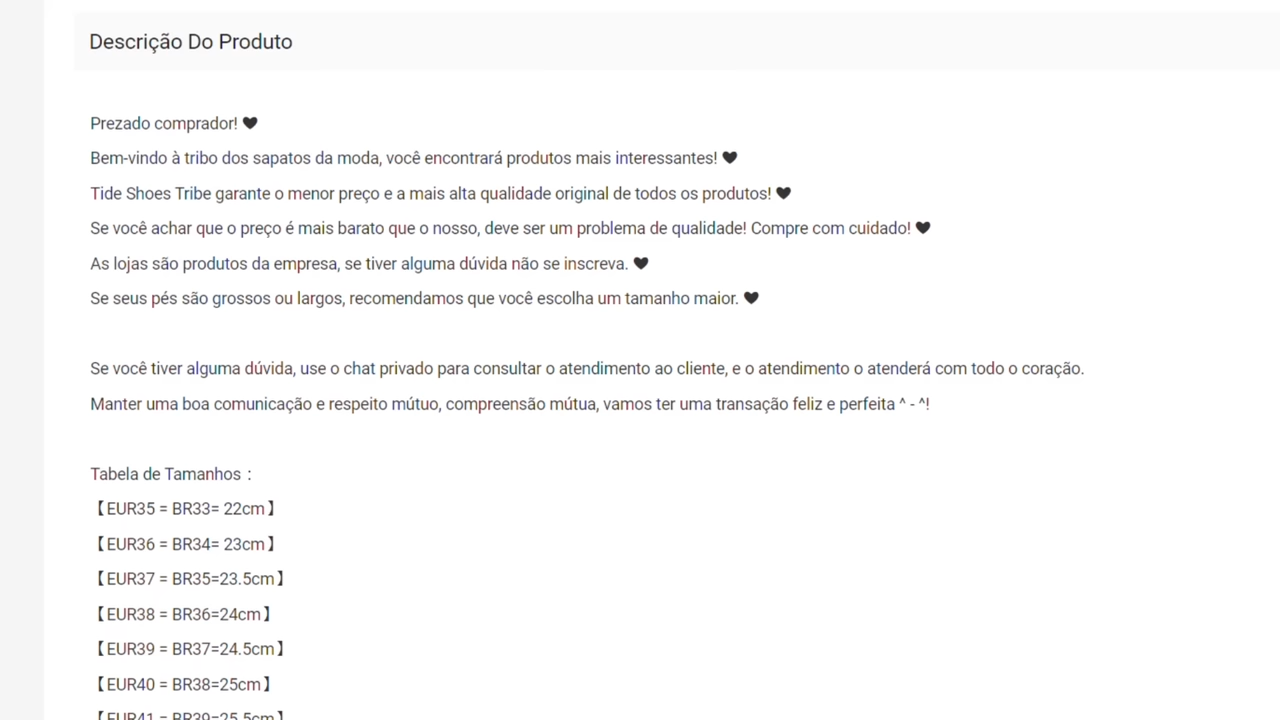 Descrição Do Produto
Prezado comprador! 🖤
Bem-vindo à tribo dos sapatos da moda, você encontrará produtos mais interessantes! 🖤
Tide Shoes Tribe garante o menor preço e a mais alta qualidade original de todos os produtos! 🖤
Se você achar que o preço é mais barato que o nosso, deve ser um problema de qualidade! Compre com cuidado! 🖤
As lojas são produtos da empresa, se tiver alguma dúvida não se inscreva. 🖤
Se seus pés são grossos ou largos, recomendamos que você escolha um tamanho maior. 🖤
Se você tiver alguma dúvida, use o chat privado para consultar o atendimento ao cliente, e o atendimento o atenderá com todo o coração.
Manter uma boa comunicação e respeito mútuo, compreensão mútua, vamos ter uma transação feliz e perfeita ^ - ^!
Tabela de Tamanhos：
【EUR35 = BR33= 22cm】
【EUR36 = BR34= 23cm】
【EUR37 = BR35=23.5cm】
【EUR38 = BR36=24cm】
【EUR39 = BR37=24.5cm】
【EUR40 = BR38=25cm】
【EUR41 = BR39=25.5cm】